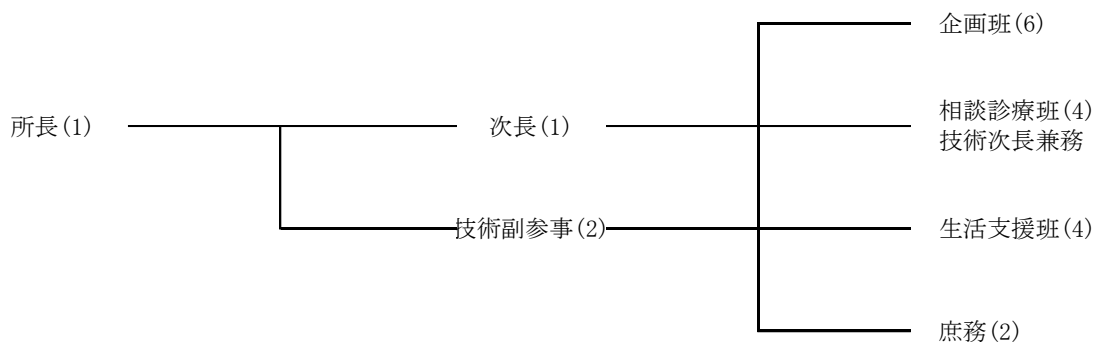 企画班(6)
所長(1)
次長(1)
相談診療班(4)
技術次長兼務
技術副参事(2)
生活支援班(4)
庶務(2)